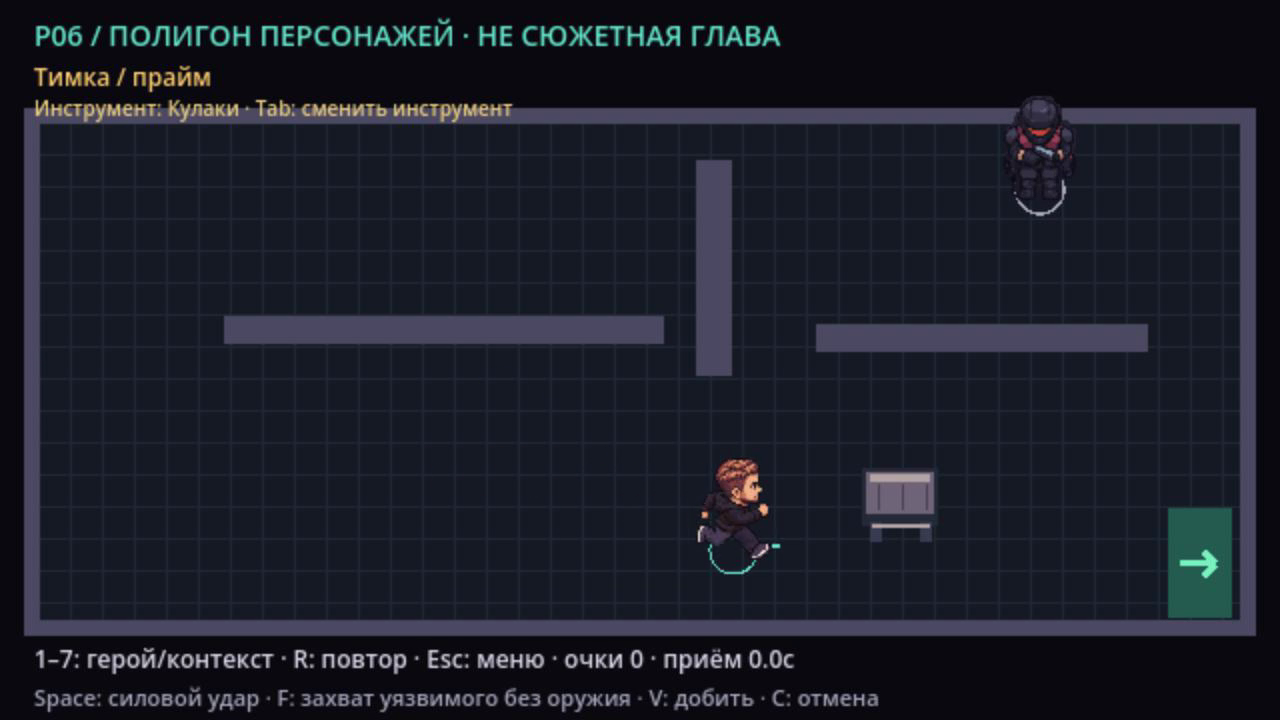 P06 / ПОЛИГОН ПЕРСОНАЖЕЙ · НЕ СЮЖЕТНАЯ ГЛАВА
Тимка / прайм
Инструмент: Кулаки · Tab: сменить инструмент
1–7: герой/контекст · R: повтор · Esc: меню · очки 0 · приём 0.0с
Space: силовой удар · F: захват уязвимого без оружия · V: добить · C: отмена